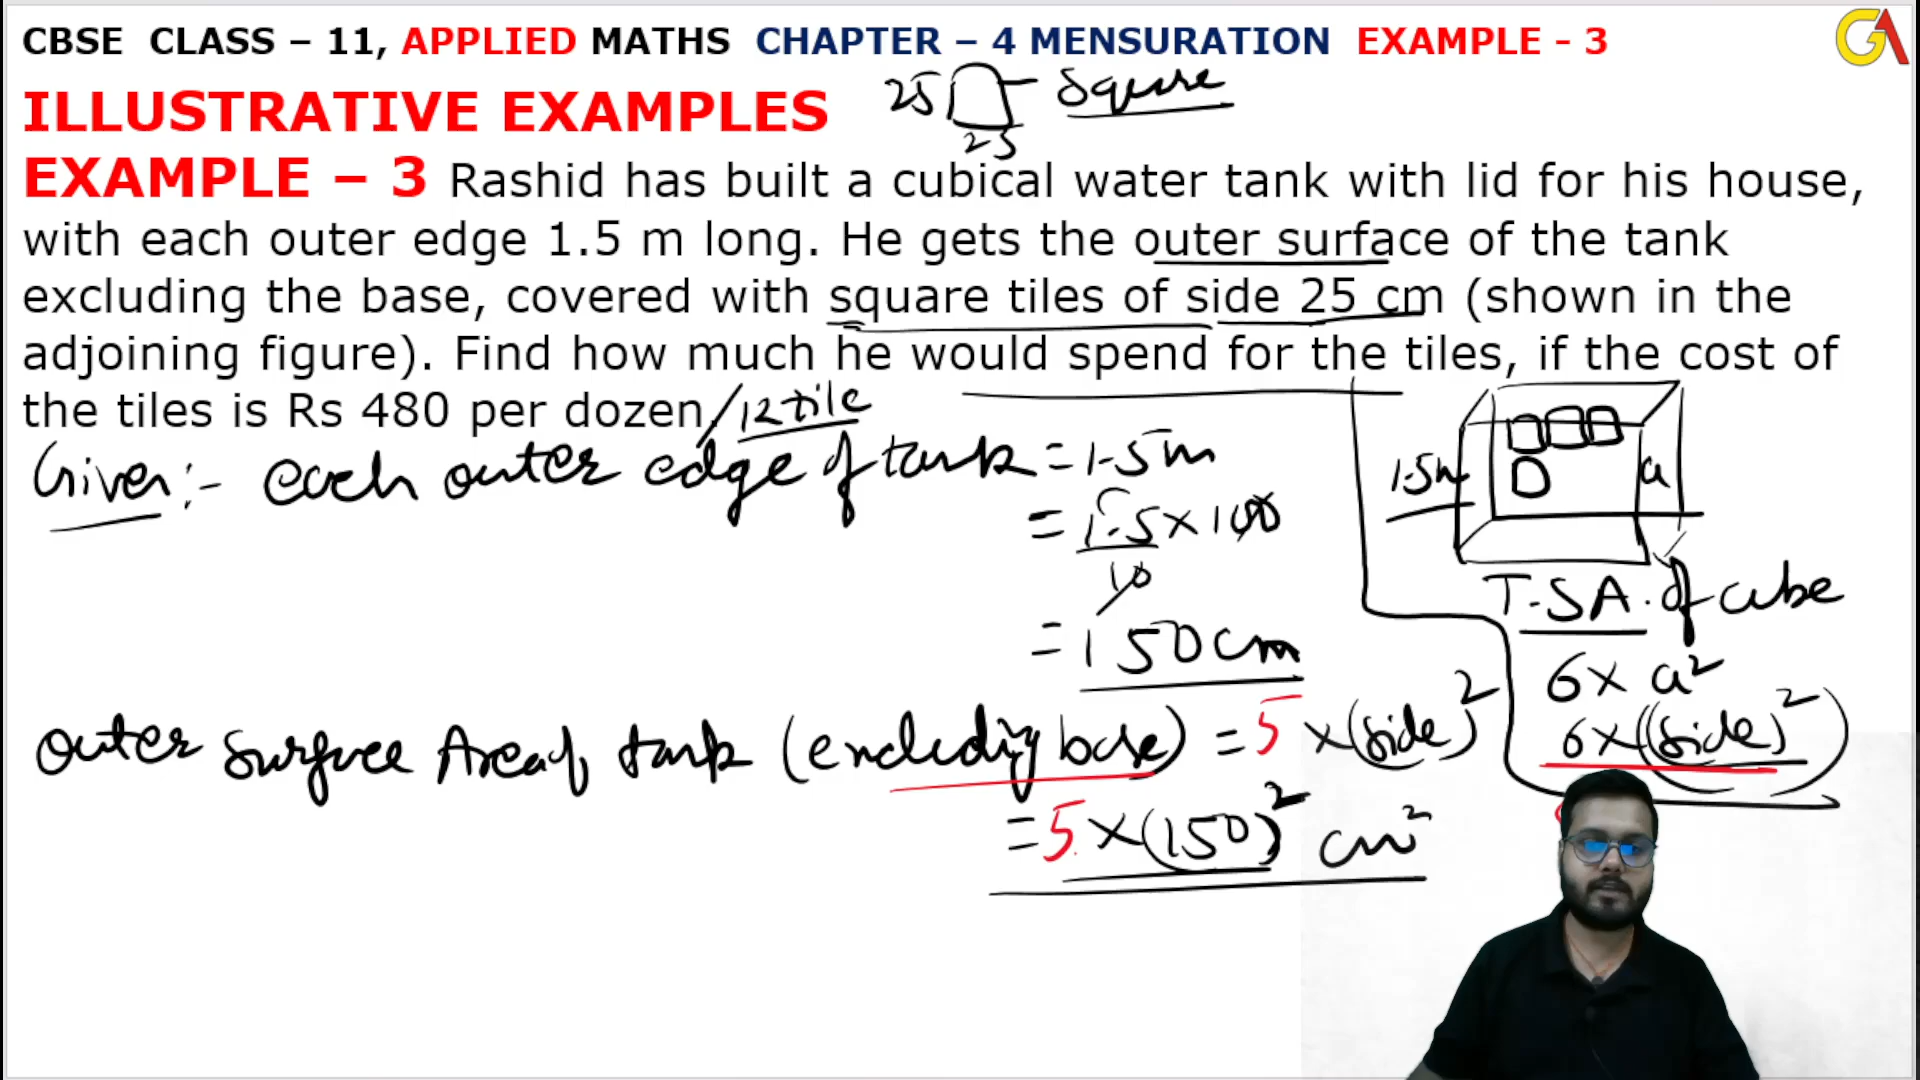 CBSE CLASS – 11, APPLIED MATHS CHAPTER – 4 MENSURATION EXAMPLE - 3
GA
ILLUSTRATIVE EXAMPLES
25 Square
25
EXAMPLE – 3 Rashid has built a cubical water tank with lid for his house,
with each outer edge 1.5 m long. He gets the outer surface of the tank
excluding the base, covered with square tiles of side 25 cm (shown in the
adjoining figure). Find how much he would spend for the tiles, if the cost of
the tiles is Rs 480 per dozen. /12 tile
Given:- each outer edge of tank = 1.5m
= 1.5 × 100
10
= 150 cm
1.5m a
T.S.A. of cube
6 × a²
6 × (side)²
outer surface Area of tank (excluding base) = 5 × (side)²
= 5 × (150)² cm²